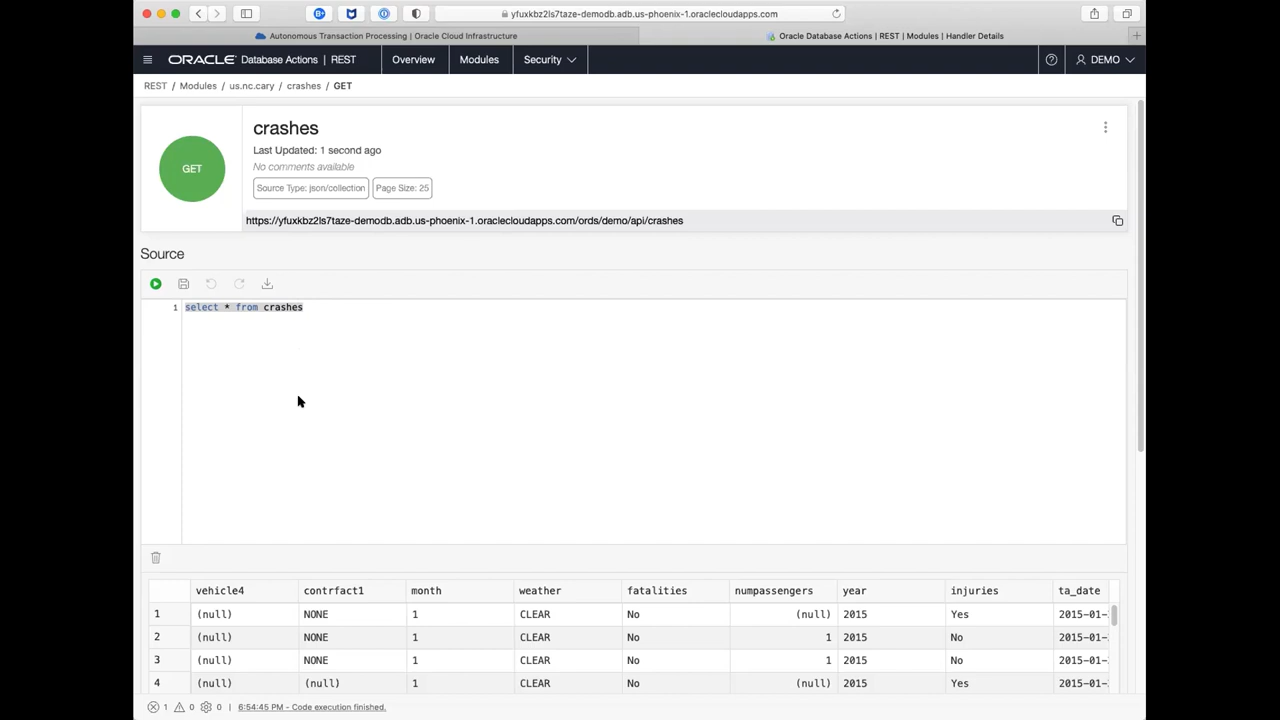 yfuxkbz2ls7taze-demodb.adb.us-phoenix-1.oraclecloudapps.com
Autonomous Transaction Processing | Oracle Cloud Infrastructure
Oracle Database Actions | REST | Modules | Handler Details
ORACLE Database Actions | REST
Overview
Modules
Security
DEMO
REST / Modules / us.nc.cary / crashes / GET
GET
crashes
Last Updated: 1 second ago
No comments available
Source Type: json/collection
Page Size: 25
https://yfuxkbz2ls7taze-demodb.adb.us-phoenix-1.oraclecloudapps.com/ords/demo/api/crashes
Source
1 select * from crashes
vehicle4 contrfact1 month weather fatalities numpassengers year injuries ta_date
1 (null) NONE 1 CLEAR No (null) 2015 Yes 2015-01-
2 (null) NONE 1 CLEAR No 1 2015 No 2015-01-
3 (null) NONE 1 CLEAR No 1 2015 No 2015-01-
4 (null) (null) 1 CLEAR No (null) 2015 Yes 2015-01-
1 0 0 | 6:54:45 PM - Code execution finished.